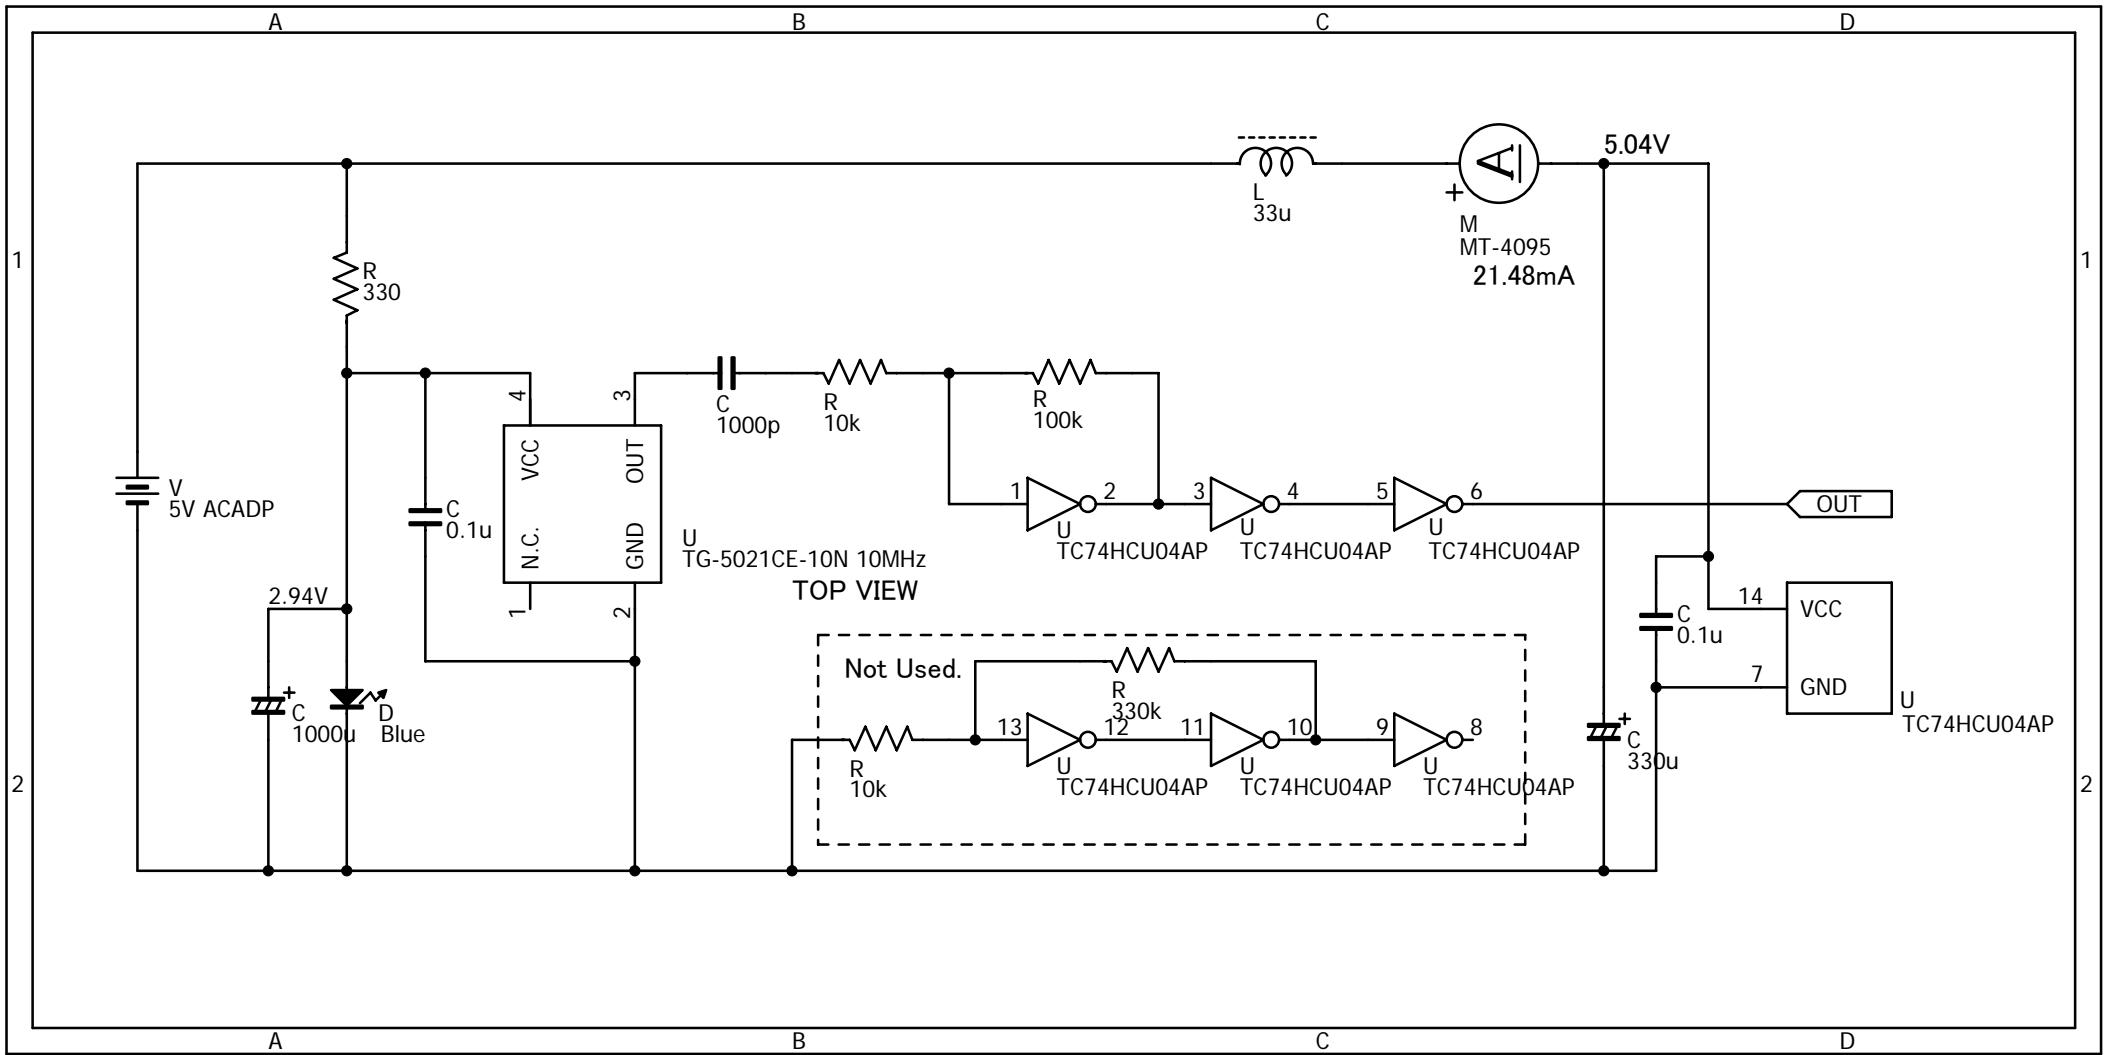 A B C D
5.04V
L
33u
+
M
MT-4095
21.48mA
1 1
R
330
4 3
C
1000p
R
10k
R
100k
VCC OUT
N.C. GND
1 2
V
5V ACADP
C
0.1u
U
TG-5021CE-10N 10MHz
TOP VIEW
1 2 3 4 5 6
U
TC74HCU04AP
U
TC74HCU04AP
U
TC74HCU04AP
OUT
2.94V
+
C
1000u
D
Blue
Not Used.
R
330k
13 12 11 10 9 8
R
10k
U
TC74HCU04AP
U
TC74HCU04AP
U
TC74HCU04AP
C
0.1u
14 VCC
7 GND
U
TC74HCU04AP
+
C
330u
2 2
A B C D